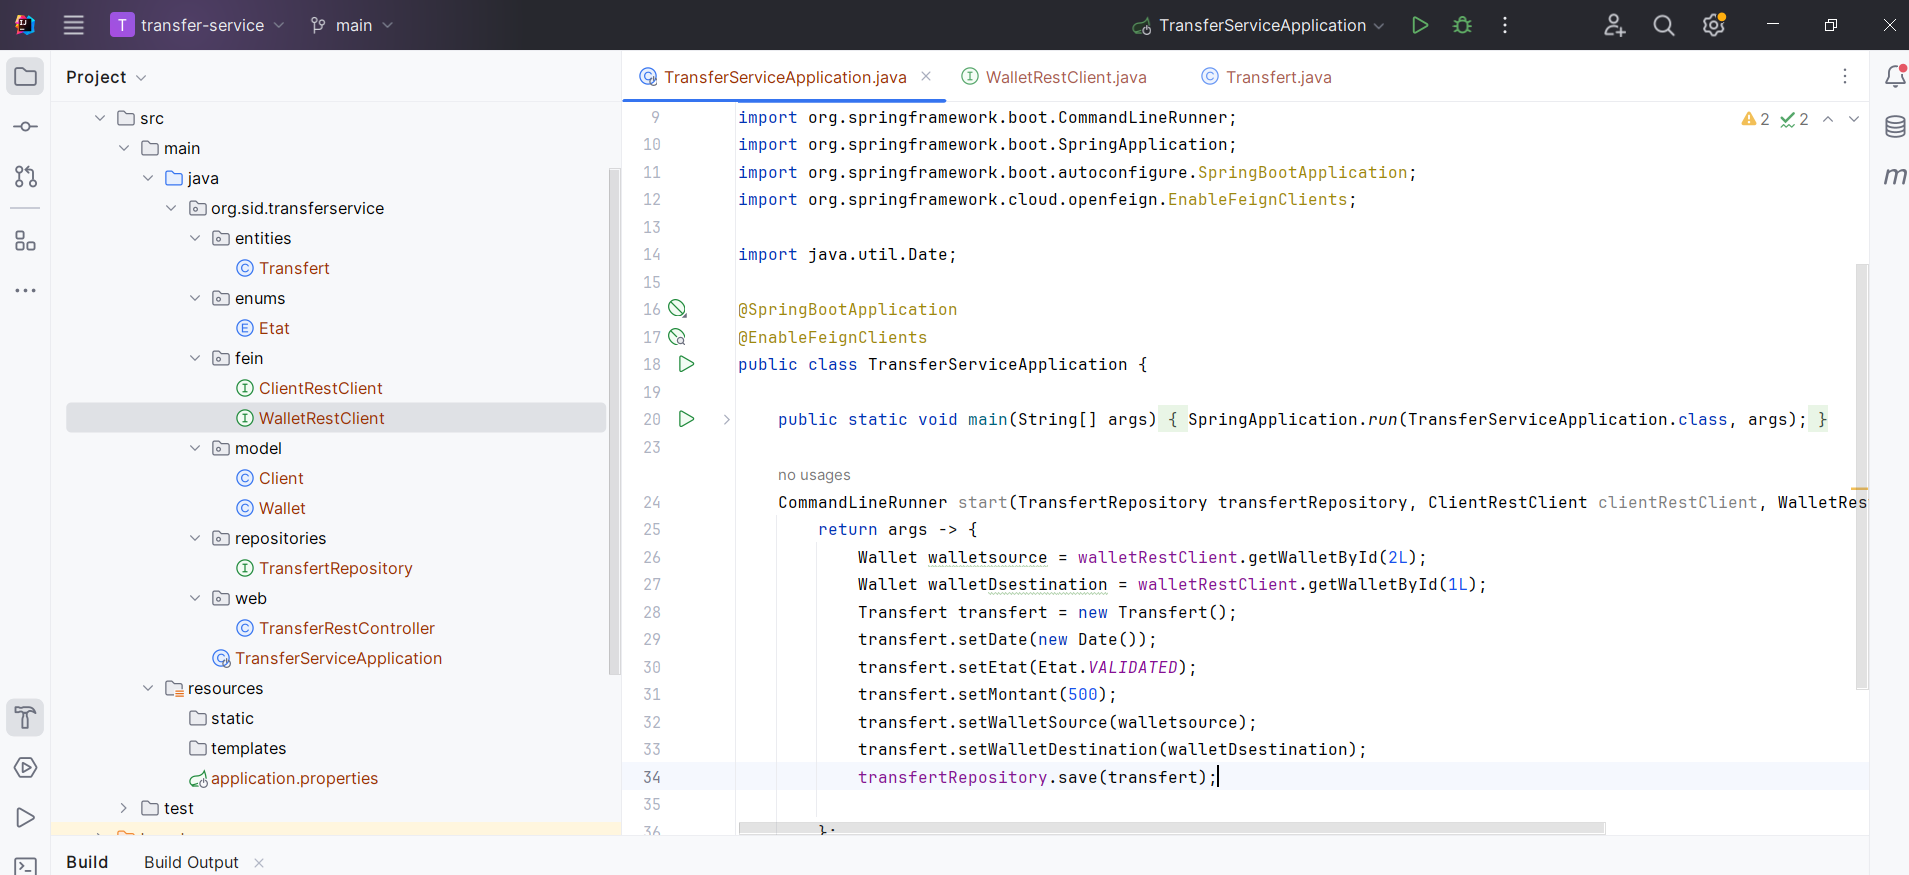 T transfer-service main TransferServiceApplication
Project
src
main
java
org.sid.transferservice
entities
Transfert
enums
Etat
fein
ClientRestClient
WalletRestClient
model
Client
Wallet
repositories
TransfertRepository
web
TransferRestController
TransferServiceApplication
resources
static
templates
application.properties
test
TransferServiceApplication.java WalletRestClient.java Transfert.java
2 2
9 import org.springframework.boot.CommandLineRunner;
10 import org.springframework.boot.SpringApplication;
11 import org.springframework.boot.autoconfigure.SpringBootApplication;
12 import org.springframework.cloud.openfeign.EnableFeignClients;
13
14 import java.util.Date;
15
16 @SpringBootApplication
17 @EnableFeignClients
18 public class TransferServiceApplication {
19
20 public static void main(String[] args) { SpringApplication.run(TransferServiceApplication.class, args); }
23
no usages
24 CommandLineRunner start(TransfertRepository transfertRepository, ClientRestClient clientRestClient, WalletRes
25 return args -> {
26 Wallet walletsource = walletRestClient.getWalletById(2L);
27 Wallet walletDsestination = walletRestClient.getWalletById(1L);
28 Transfert transfert = new Transfert();
29 transfert.setDate(new Date());
30 transfert.setEtat(Etat.VALIDATED);
31 transfert.setMontant(500);
32 transfert.setWalletSource(walletsource);
33 transfert.setWalletDestination(walletDsestination);
34 transfertRepository.save(transfert);
35
36 };
m
Build Build Output